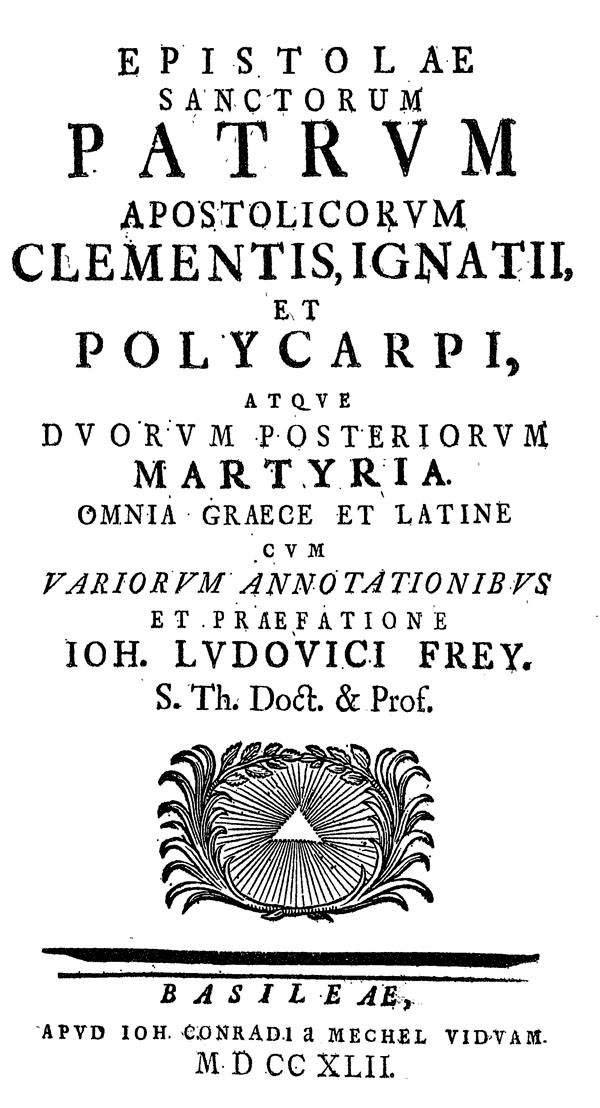 EPISTOLAE
SANCTORUM
PATRVM
APOSTOLICORVM
CLEMENTIS, IGNATII,
ET
POLYCARPI,
ATQVE
DVORVM POSTERIORVM
MARTYRIA.
OMNIA GRAECE ET LATINE
CVM
VARIORVM ANNOTATIONIBVS
ET PRAEFATIONE
IOH. LVDOVICI FREY.
S. Th. Doct. & Prof.
BASILEAE,
APVD IOH. CONRADI a MECHEL VIDVAM.
M D CC XLII.